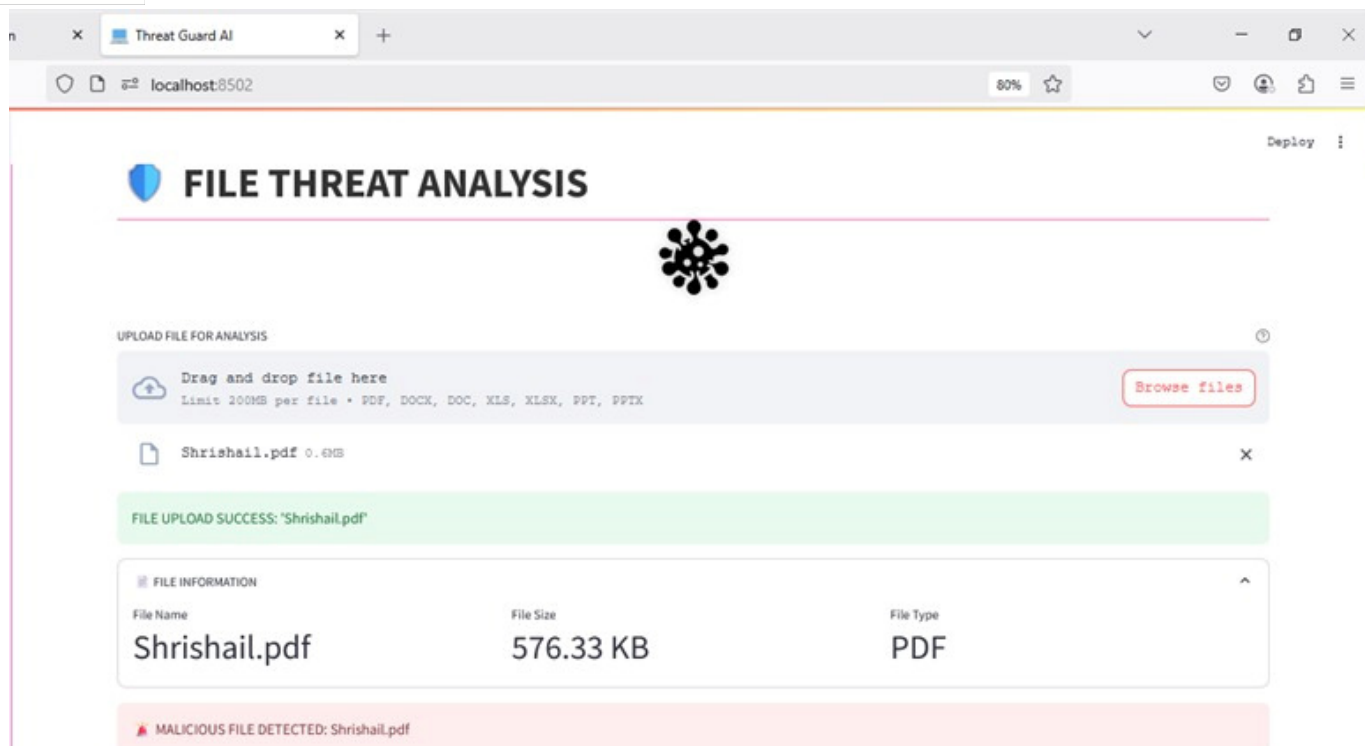 n
Threat Guard AI
localhost:8502
80%
Deploy
FILE THREAT ANALYSIS
UPLOAD FILE FOR ANALYSIS
Drag and drop file here
Limit 200MB per file • PDF, DOCX, DOC, XLS, XLSX, PPT, PPTX
Browse files
Shrishail.pdf 0.6MB
FILE UPLOAD SUCCESS: 'Shrishail.pdf'
FILE INFORMATION
File Name File Size File Type
Shrishail.pdf 576.33 KB PDF
MALICIOUS FILE DETECTED: Shrishail.pdf